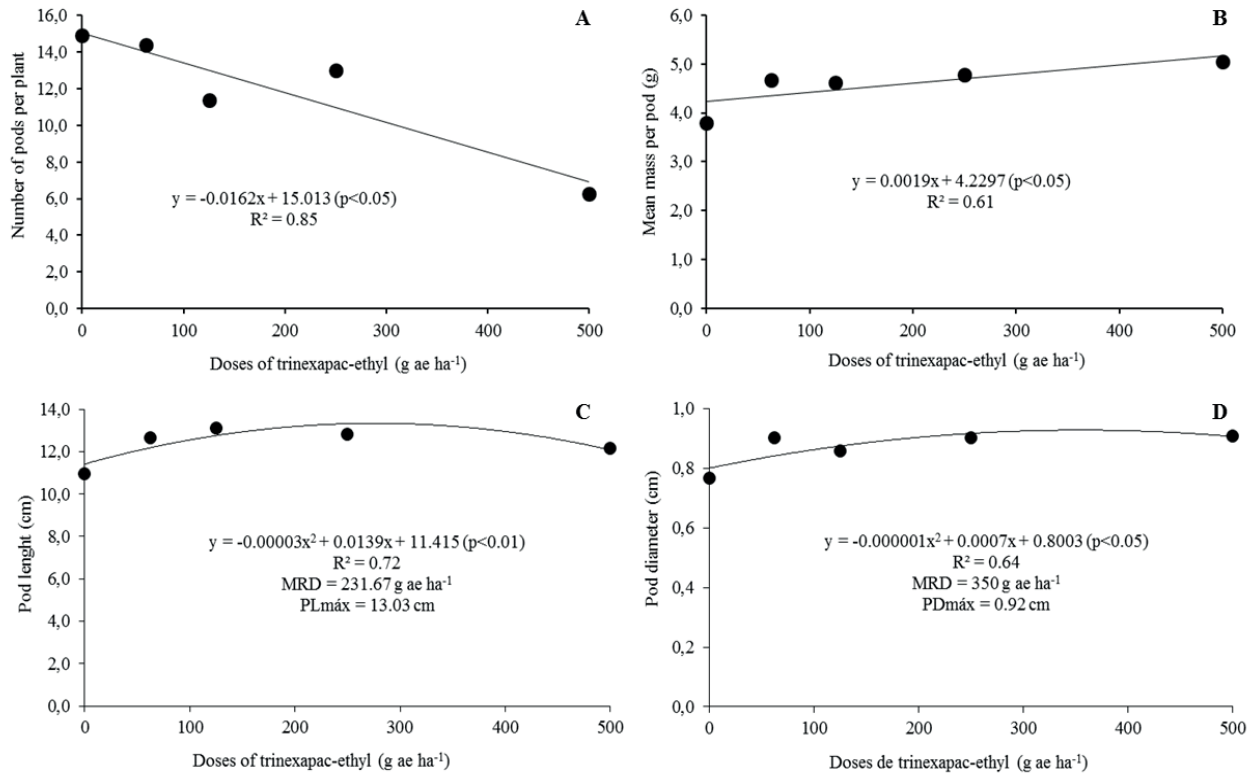 A
16,0
14,0
12,0
10,0
8,0
6,0
4,0
2,0
0,0
Number of pods per plant
y = -0.0162x + 15.013 (p<0.05)
R² = 0.85
0 100 200 300 400 500
Doses of trinexapac-ethyl (g ae ha⁻¹)
B
6,0
5,0
4,0
3,0
2,0
1,0
0,0
Mean mass per pod (g)
y = 0.0019x + 4.2297 (p<0.05)
R² = 0.61
0 100 200 300 400 500
Doses of trinexapac-ethyl (g ae ha⁻¹)
C
14,0
12,0
10,0
8,0
6,0
4,0
2,0
0,0
Pod lenght (cm)
y = -0.00003x² + 0.0139x + 11.415 (p<0.01)
R² = 0.72
MRD = 231.67 g ae ha⁻¹
PLmáx = 13.03 cm
0 100 200 300 400 500
Doses of trinexapac-ethyl (g ae ha⁻¹)
D
1,0
0,8
0,6
0,4
0,2
0,0
Pod diameter (cm)
y = -0.000001x² + 0.0007x + 0.8003 (p<0.05)
R² = 0.64
MRD = 350 g ae ha⁻¹
PDmáx = 0.92 cm
0 100 200 300 400 500
Doses de trinexapac-ethyl (g ae ha⁻¹)